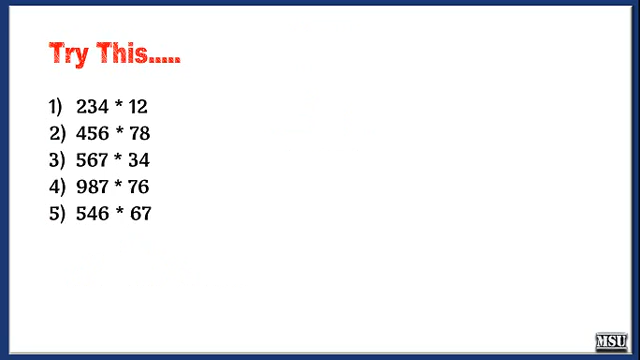 Try This.....
1) 234 * 12
2) 456 * 78
3) 567 * 34
4) 987 * 76
5) 546 * 67
MSU